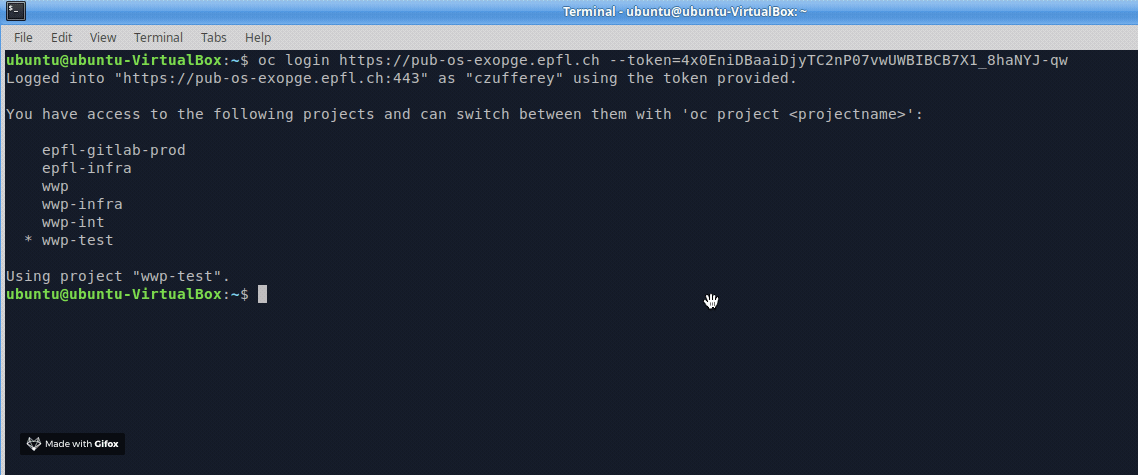 Terminal - ubuntu@ubuntu-VirtualBox: ~
File Edit View Terminal Tabs Help
ubuntu@ubuntu-VirtualBox:~$ oc login https://pub-os-exopge.epfl.ch --token=4x0EniDBaaiDjyTC2nP07vwUWBIBCB7X1_8haNYJ-qw
Logged into "https://pub-os-exopge.epfl.ch:443" as "czufferey" using the token provided.
You have access to the following projects and can switch between them with 'oc project <projectname>':
epfl-gitlab-prod
epfl-infra
wwp
wwp-infra
wwp-int
* wwp-test
Using project "wwp-test".
ubuntu@ubuntu-VirtualBox:~$
Made with Gifox